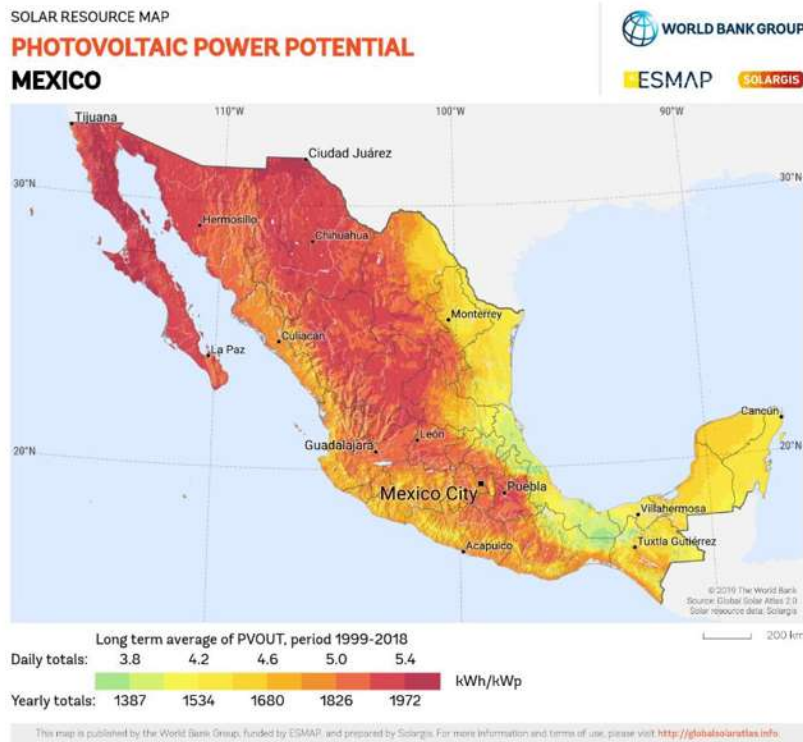 SOLAR RESOURCE MAP
PHOTOVOLTAIC POWER POTENTIAL
MEXICO
WORLD BANK GROUP
ESMAP
SOLARGIS
110°W
100°W
90°W
Tijuana
Ciudad Juárez
30°N
30°N
Hermosillo
Chihuahua
Monterrey
Culiacán
La Paz
Cancún
20°N
León
20°N
Guadalajara
Mexico City
Puebla
Villahermosa
Acapulco
Tuxtla Gutiérrez
© 2019 The World Bank
Source: Global Solar Atlas 2.0
Solar resource data: Solargis
200 km
Long term average of PVOUT, period 1999-2018
Daily totals: 3.8 4.2 4.6 5.0 5.4
kWh/kWp
Yearly totals: 1387 1534 1680 1826 1972
This map is published by the World Bank Group, funded by ESMAP, and prepared by Solargis. For more information and terms of use, please visit http://globalsolaratlas.info.